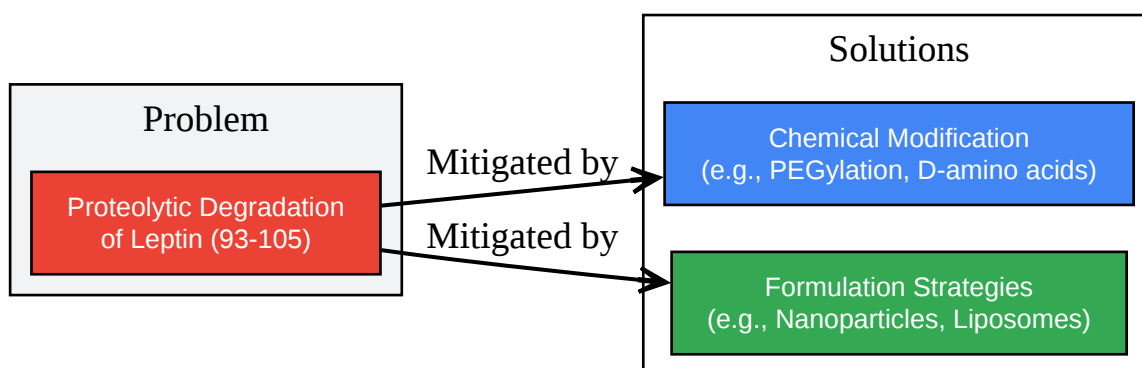 Problem
Proteolytic Degradation
of Leptin (93-105)
Mitigated by
Mitigated by
Solutions
Chemical Modification
(e.g., PEGylation, D-amino acids)
Formulation Strategies
(e.g., Nanoparticles, Liposomes)